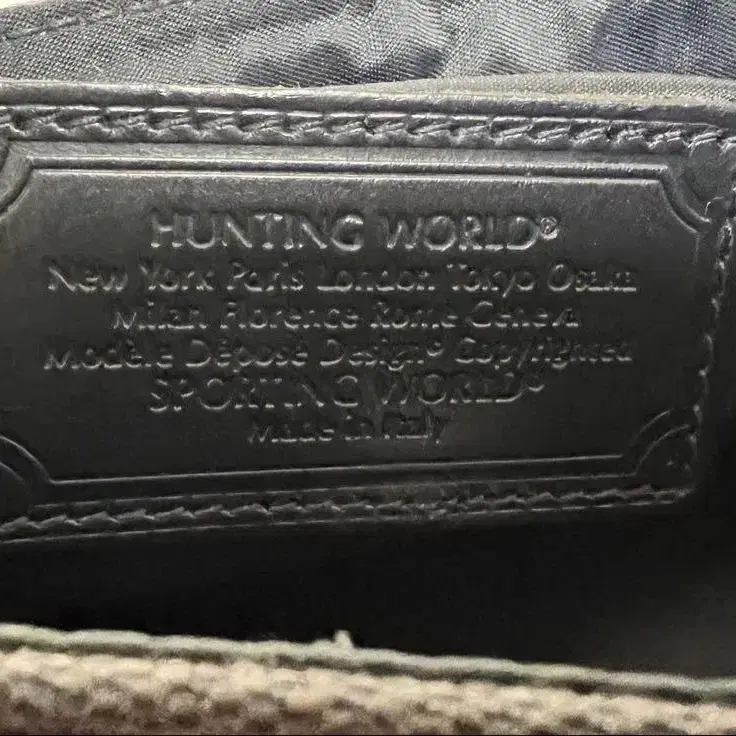 HUNTING WORLD®
New York Paris London Tokyo Osaka
Milan Florence Rome Geneva
Modèle Déposé Design® Copyrighted
SPORTING WORLD®
Made in Italy